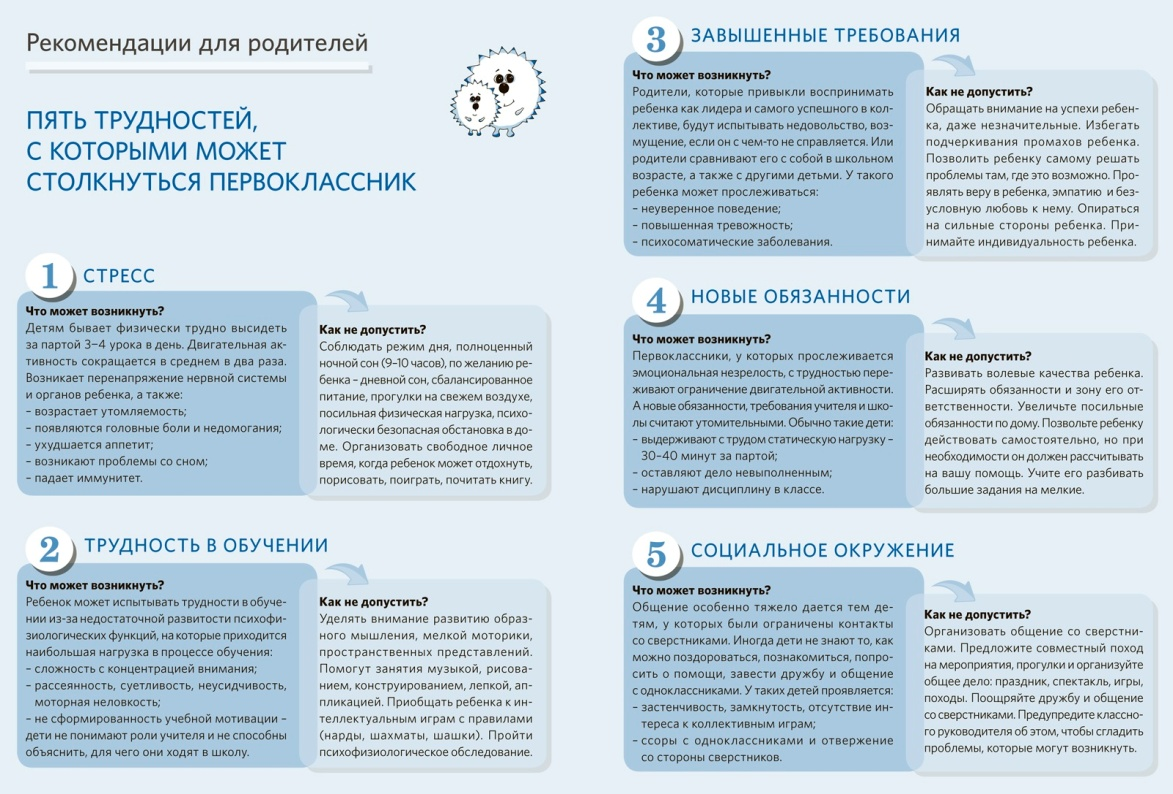 Рекомендации для родителей
ПЯТЬ ТРУДНОСТЕЙ,
С КОТОРЫМИ МОЖЕТ
СТОЛКНУТЬСЯ ПЕРВОКЛАССНИК
1
СТРЕСС
Что может возникнуть?
Детям бывает физически трудно высидеть
за партой 3–4 урока в день. Двигательная ак-
тивность сокращается в среднем в два раза.
Возникает перенапряжение нервной системы
и органов ребенка, а также:
– возрастает утомляемость;
– появляются головные боли и недомогания;
– ухудшается аппетит;
– возникают проблемы со сном;
– падает иммунитет.
Как не допустить?
Соблюдать режим дня, полноценный
ночной сон (9–10 часов), по желанию ре-
бенка – дневной сон, сбалансированное
питание, прогулки на свежем воздухе,
посильная физическая нагрузка, психо-
логически безопасная обстановка в до-
ме. Организовать свободное личное
время, когда ребенок может отдохнуть,
порисовать, поиграть, почитать книгу.
2
ТРУДНОСТЬ В ОБУЧЕНИИ
Что может возникнуть?
Ребенок может испытывать трудности в обуче-
нии из-за недостаточной развитости психофи-
зиологических функций, на которые приходится
наибольшая нагрузка в процессе обучения:
– сложность с концентрацией внимания;
– рассеянность, суетливость, неусидчивость,
моторная неловкость;
– не сформированность учебной мотивации –
дети не понимают роли учителя и не способны
объяснить, для чего они ходят в школу.
Как не допустить?
Уделять внимание развитию образ-
ного мышления, мелкой моторики,
пространственных представлений.
Помогут занятия музыкой, рисова-
нием, конструированием, лепкой, ап-
пликацией. Приобщать ребенка к ин-
теллектуальным играм с правилами
(нарды, шахматы, шашки). Пройти
психофизиологическое обследование.
3
ЗАВЫШЕННЫЕ ТРЕБОВАНИЯ
Что может возникнуть?
Родители, которые привыкли воспринимать
ребенка как лидера и самого успешного в кол-
лективе, будут испытывать недовольство, воз-
мущение, если он с чем-то не справляется. Или
родители сравнивают его с собой в школьном
возрасте, а также с другими детьми. У такого
ребенка может прослеживаться:
– неуверенное поведение;
– повышенная тревожность;
– психосоматические заболевания.
Как не допустить?
Обращать внимание на успехи ребен-
ка, даже незначительные. Избегать
подчеркивания промахов ребенка.
Позволить ребенку самому решать
проблемы там, где это возможно. Про-
являть веру в ребенка, эмпатию и без-
условную любовь к нему. Опираться
на сильные стороны ребенка. При-
нимайте индивидуальность ребенка.
4
НОВЫЕ ОБЯЗАННОСТИ
Что может возникнуть?
Первоклассники, у которых прослеживается
эмоциональная незрелость, с трудностью пере-
живают ограничение двигательной активности.
А новые обязанности, требования учителя и шко-
лы считают утомительными. Обычно такие дети:
– выдерживают с трудом статическую нагрузку –
30–40 минут за партой;
– оставляют дело невыполненным;
– нарушают дисциплину в классе.
Как не допустить?
Развивать волевые качества ребенка.
Расширять обязанности и зону его от-
ветственности. Увеличьте посильные
обязанности по дому. Позвольте ребенку
действовать самостоятельно, но при
необходимости он должен рассчитывать
на вашу помощь. Учите его разбивать
большие задания на мелкие.
5
СОЦИАЛЬНОЕ ОКРУЖЕНИЕ
Что может возникнуть?
Общение особенно тяжело дается тем де-
тям, у которых были ограничены контакты
со сверстниками. Иногда дети не знают то, как
можно поздороваться, познакомиться, попро-
сить о помощи, завести дружбу и общение
с одноклассниками. У таких детей проявляется:
– застенчивость, замкнутость, отсутствие ин-
тереса к коллективным играм;
– ссоры с одноклассниками и отвержение
со стороны сверстников.
Как не допустить?
Организовать общение со сверстни-
ками. Предложите совместный поход
на мероприятия, прогулки и организуйте
общее дело: праздник, спектакль, игры,
походы. Поощряйте дружбу и общение
со сверстниками. Предупредите классно-
го руководителя об этом, чтобы сгладить
проблемы, которые могут возникнуть.